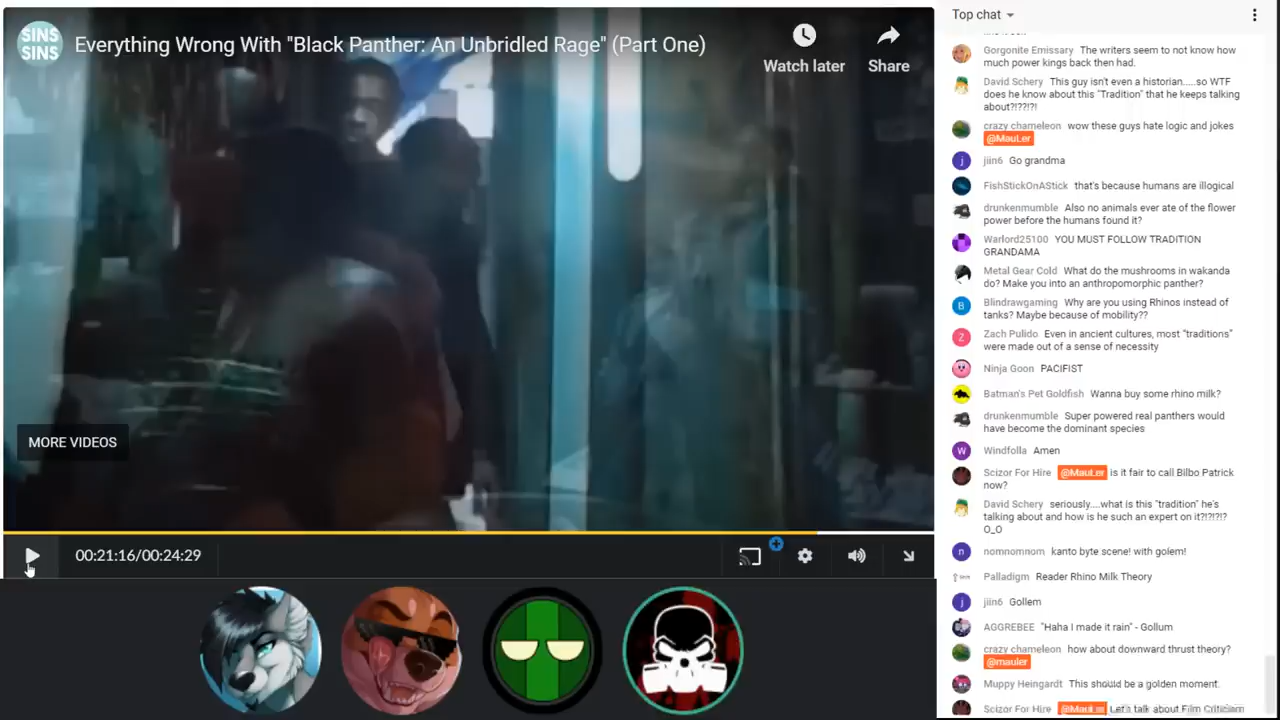 SINS
SINS
Everything Wrong With "Black Panther: An Unbridled Rage" (Part One)
Watch later
Share
MORE VIDEOS
00:21:16/00:24:29
Top chat
Gorgonite Emissary The writers seem to not know how
much power kings back then had.
David Schery This guy isn't even a historian.....so WTF
does he know about this "Tradition" that he keeps talking
about?!??!?!
crazy chameleon wow these guys hate logic and jokes
@MauLer
jiin6 Go grandma
FishStickOnAStick that's because humans are illogical
drunkenmumble Also no animals ever ate of the flower
power before the humans found it?
Warlord25100 YOU MUST FOLLOW TRADITION
GRANDAMA
Metal Gear Cold What do the mushrooms in wakanda
do? Make you into an anthropomorphic panther?
Blindrawgaming Why are you using Rhinos instead of
tanks? Maybe because of mobility??
Z
Zach Pulido Even in ancient cultures, most "traditions"
were made out of a sense of necessity
Ninja Goon PACIFIST
Batman's Pet Goldfish Wanna buy some rhino milk?
drunkenmumble Super powered real panthers would
have become the dominant species
W
Windfolla Amen
Scizor For Hire @MauLer is it fair to call Bilbo Patrick
now?
David Schery seriously....what is this "tradition" he's
talking about and how is he such an expert on it?!?!?!?
O_O
n
nomnomnom kanto byte scene! with golem!
Palladigm Reader Rhino Milk Theory
j
jiin6 Gollem
AGGREBEE "Haha I made it rain" - Gollum
crazy chameleon how about downward thrust theory?
@mauler
Muppy Heingardt This should be a golden moment.
Scizor For Hire @MauLer Let's talk about Film Criticism